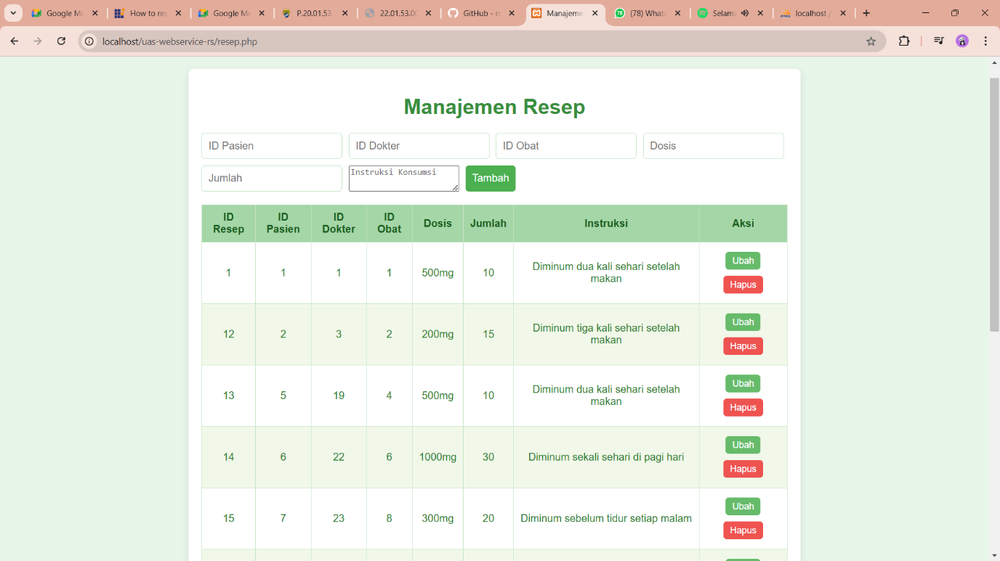 Google Me
How to res
Google Me
P.20.01.53.
22.01.53.00
GitHub - m
Manajeme
(78) Whats
Selama
localhost /
localhost/uas-webservice-rs/resep.php
Manajemen Resep
ID Pasien
ID Dokter
ID Obat
Dosis
Jumlah
Instruksi Konsumsi
Tambah
ID Resep ID Pasien ID Dokter ID Obat Dosis Jumlah Instruksi Aksi
1 1 1 1 500mg 10 Diminum dua kali sehari setelah makan Ubah Hapus
12 2 3 2 200mg 15 Diminum tiga kali sehari setelah makan Ubah Hapus
13 5 19 4 500mg 10 Diminum dua kali sehari setelah makan Ubah Hapus
14 6 22 6 1000mg 30 Diminum sekali sehari di pagi hari Ubah Hapus
15 7 23 8 300mg 20 Diminum sebelum tidur setiap malam Ubah Hapus